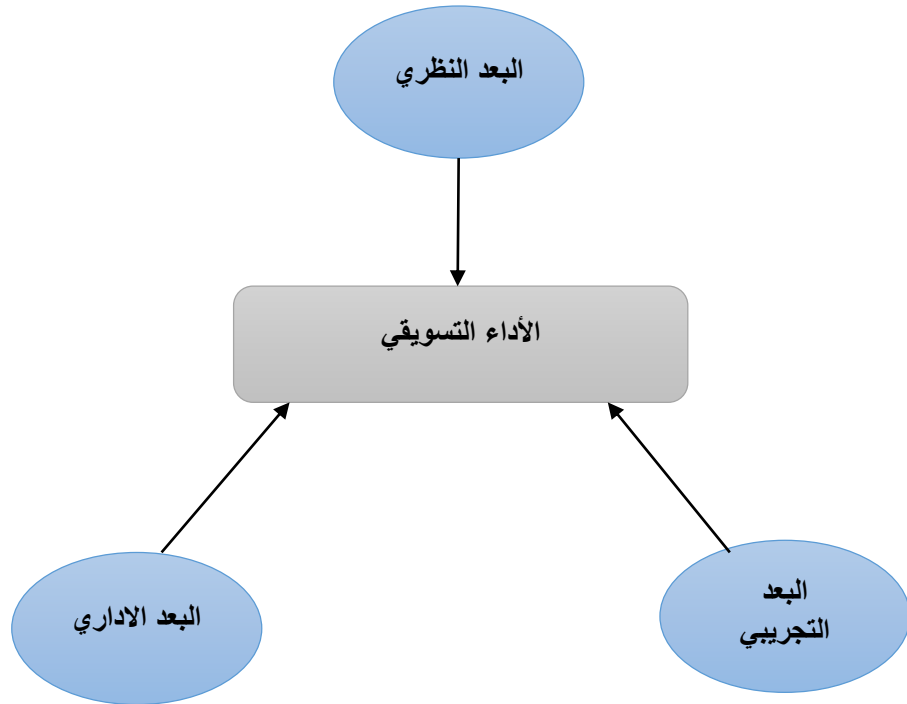 البعد النظري
الأداء التسويقي
البعد
التجريبي
البعد الاداري